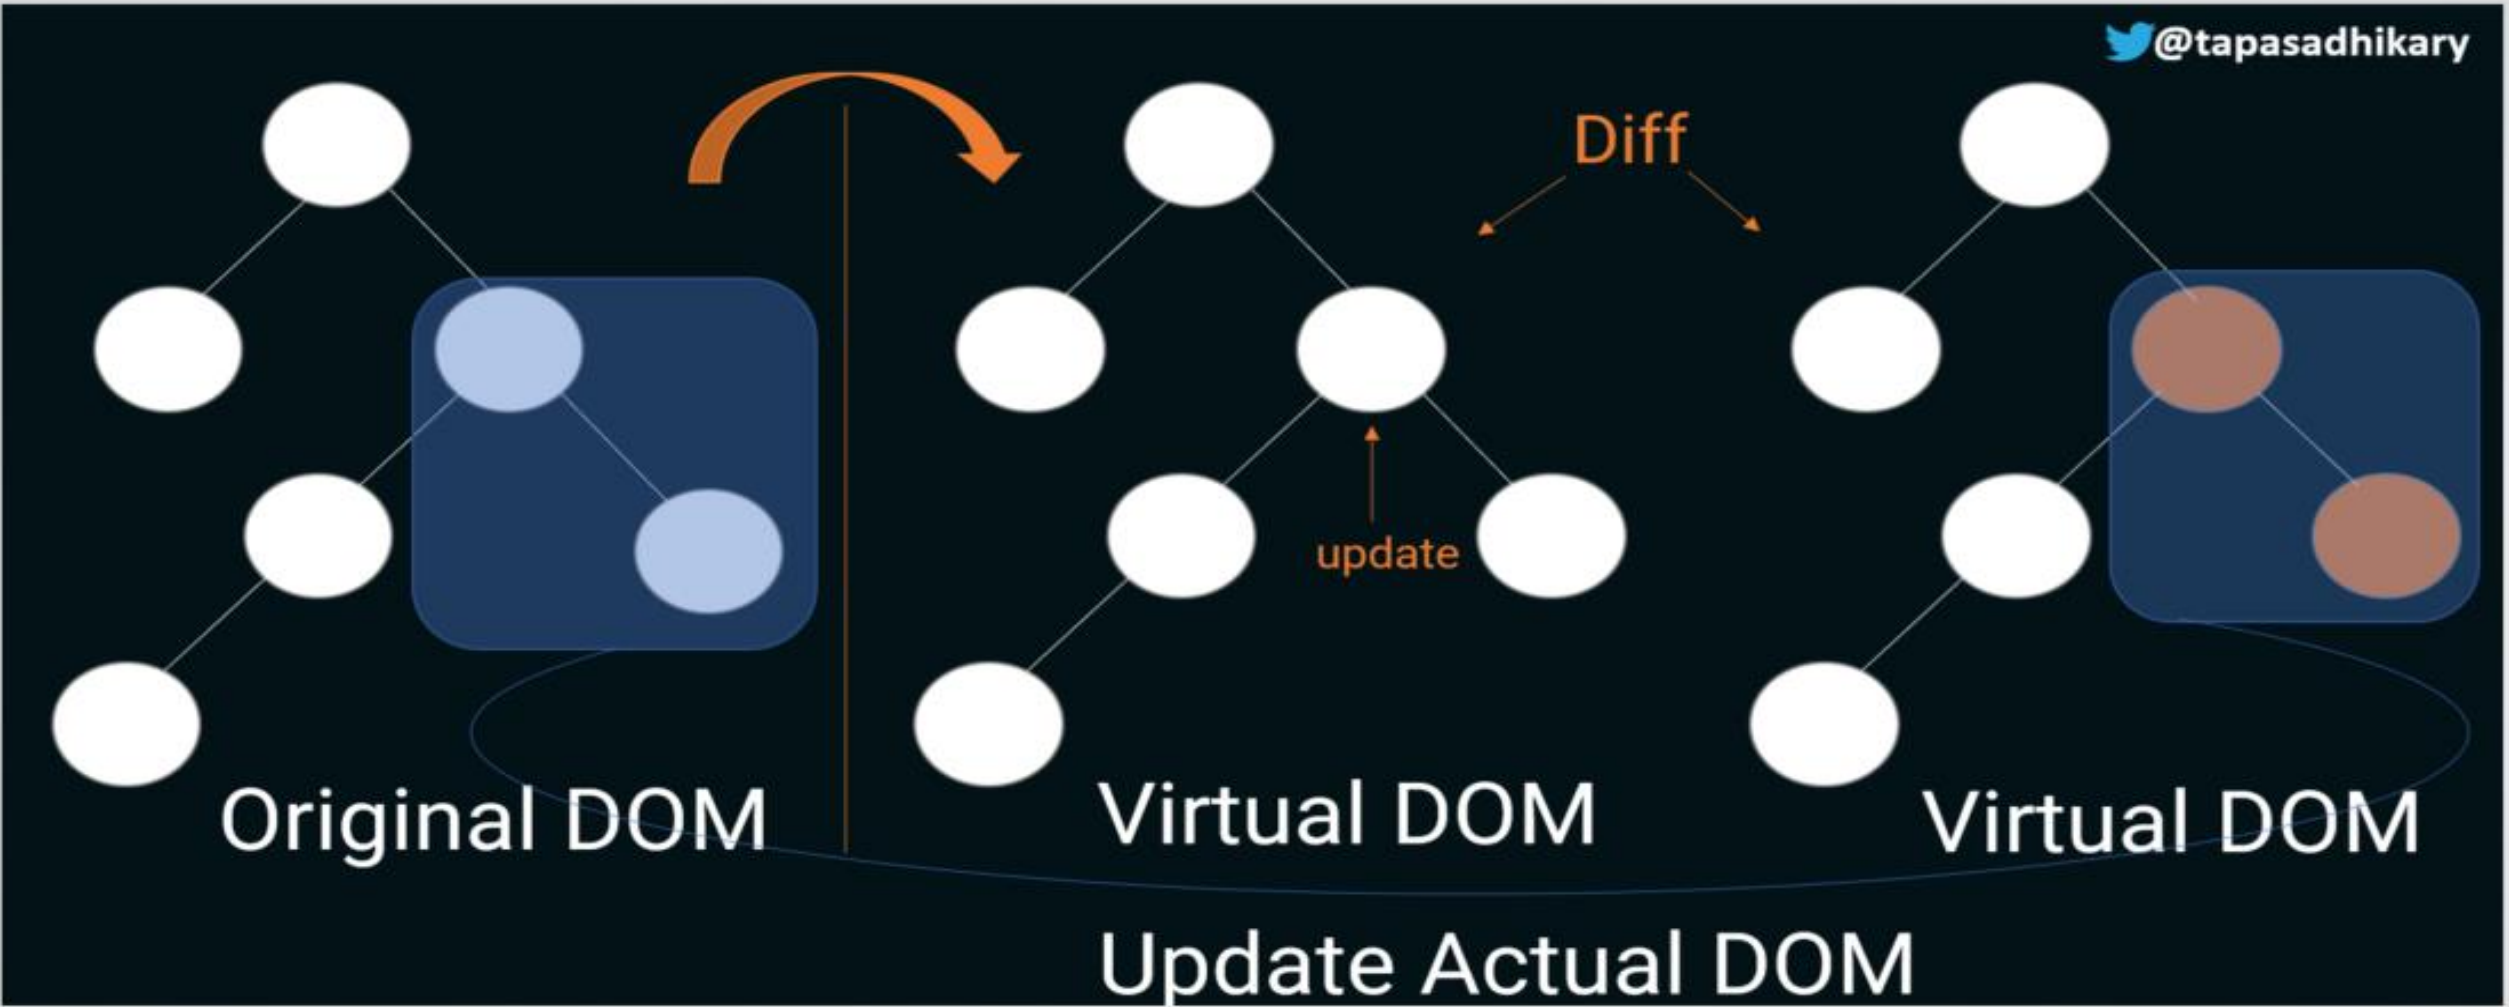 @tapasadhikary
Diff
update
Original DOM
Virtual DOM
Virtual DOM
Update Actual DOM